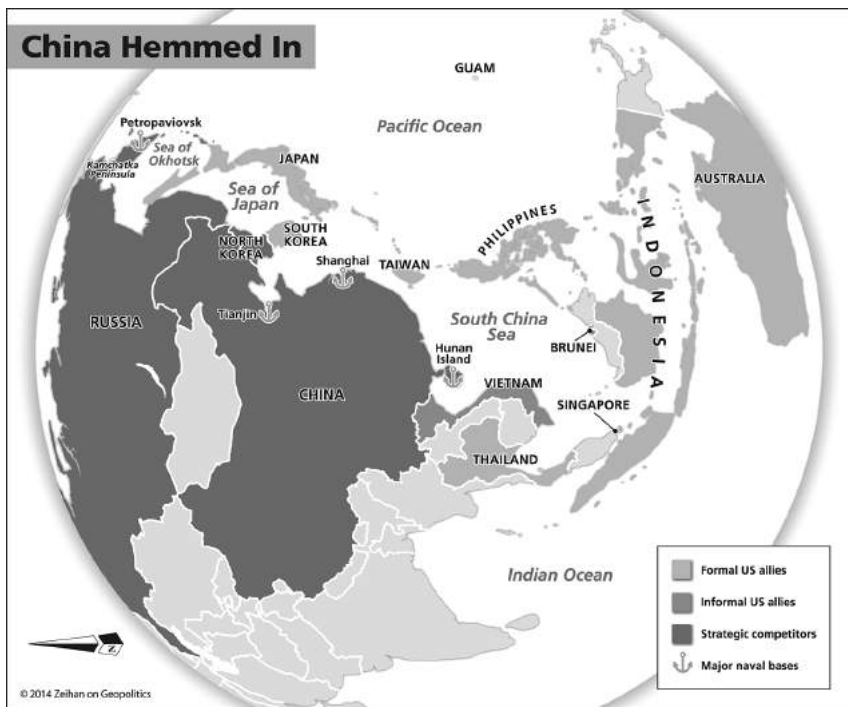 China Hemmed In
GUAM
Petropaviovsk
Pacific Ocean
Sea of
Okhotsk
Kamchatka
Peninsula
JAPAN
AUSTRALIA
Sea of
Japan
PHILIPPINES
INDONESIA
SOUTH
KOREA
NORTH
KOREA
Shanghai
TAIWAN
RUSSIA
Tianjin
South China
Sea
BRUNEI
Hunan
Island
VIETNAM
CHINA
SINGAPORE
THAILAND
Indian Ocean
Formal US allies
Informal US allies
Strategic competitors
Major naval bases
N
© 2014 Zeihan on Geopolitics